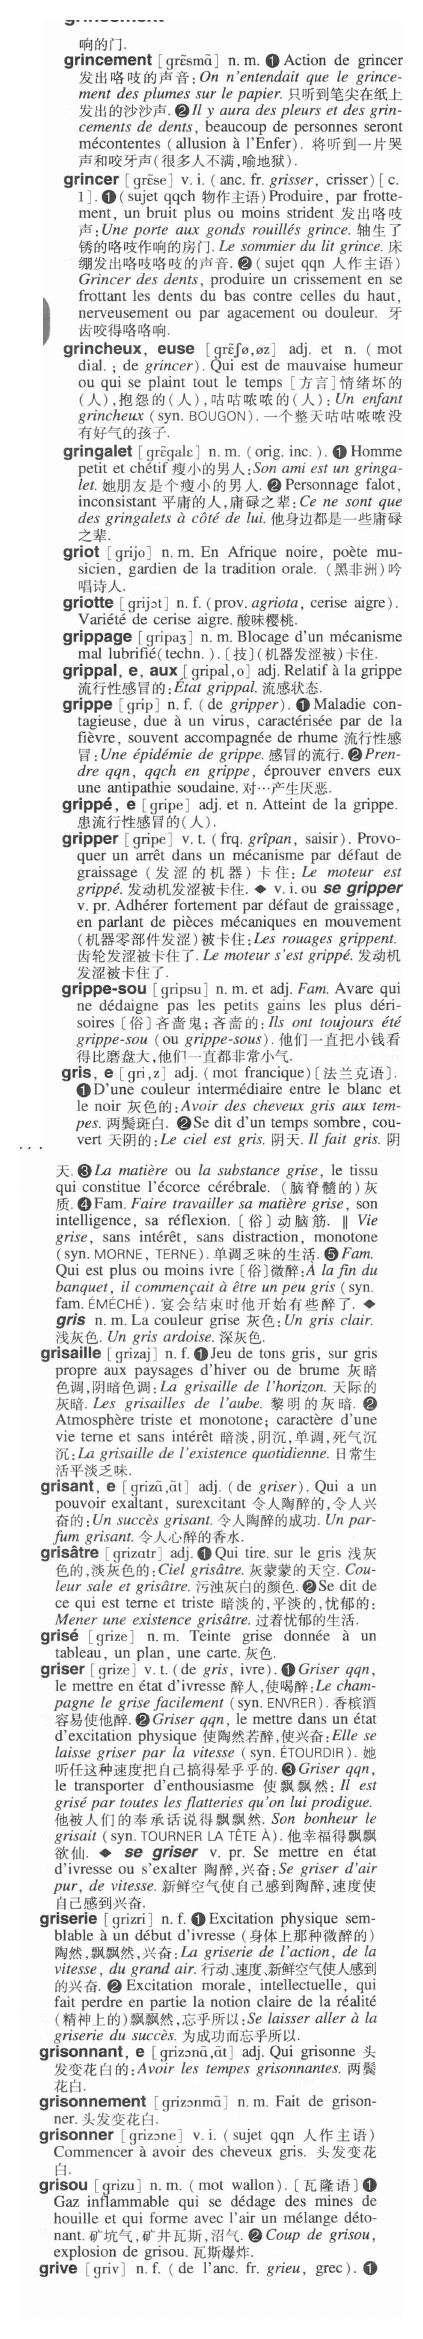 响的门.
grincement [grɛ̃smɑ̃] n. m. ❶ Action de grincer
发出咯吱的声音: On n'entendait que le grince-
ment des plumes sur le papier. 只听到笔尖在纸上
发出的沙沙声. ❷ Il y aura des pleurs et des grin-
cements de dents, beaucoup de personnes seront
mécontentes (allusion à l'Enfer). 将听到一片哭
声和咬牙声(很多人不满,喻地狱).
grincer [grɛ̃se] v. i. (anc. fr. grisser, crisser) [c.
1]. ❶ (sujet qqch 物作主语) Produire, par frotte-
ment, un bruit plus ou moins strident 发出咯吱
声: Une porte aux gonds rouillés grince. 轴生了
锈的咯吱作响的房门. Le sommier du lit grince. 床
绷发出咯吱咯吱的声音. ❷ (sujet qqn 人作主语)
Grincer des dents, produire un crissement en se
frottant les dents du bas contre celles du haut,
nerveusement ou par agacement ou douleur. 牙
齿咬得咯咯响.
grincheux, euse [grɛ̃ʃø,øz] adj. et n. (mot
dial. ; de grincer). Qui est de mauvaise humeur
ou qui se plaint tout le temps [方言] 情绪坏的
(人),抱怨的(人),咕咕哝哝的(人): Un enfant
grincheux (syn. BOUGON). 一个整天咕咕哝哝没
有好气的孩子.
gringalet [grɛ̃galɛ] n. m. (orig. inc.). ❶ Homme
petit et chétif 瘦小的男人: Son ami est un gringa-
let. 她朋友是个瘦小的男人. ❷ Personnage falot,
inconsistant 平庸的人,庸碌之辈: Ce ne sont que
des gringalets à côté de lui. 他身边都是一些庸碌
之辈.
griot [grijo] n. m. En Afrique noire, poète mu-
sicien, gardien de la tradition orale. (黑非洲)吟
唱诗人.
griotte [grijɔt] n. f. (prov. agriota, cerise aigre).
Variété de cerise aigre. 酸味樱桃.
grippage [gripaʒ] n. m. Blocage d'un mécanisme
mal lubrifié(techn. ). [技](机器发涩被)卡住.
grippal, e, aux [gripal,o] adj. Relatif à la grippe
流行性感冒的: État grippal. 流感状态.
grippe [grip] n. f. (de gripper). ❶ Maladie con-
tagieuse, due à un virus, caractérisée par de la
fièvre, souvent accompagnée de rhume 流行性感
冒: Une épidémie de grippe. 感冒的流行. ❷ Pren-
dre qqn, qqch en grippe, éprouver envers eux
une antipathie soudaine. 对…产生厌恶.
grippé, e [gripe] adj. et n. Atteint de la grippe.
患流行性感冒的(人).
gripper [gripe] v. t. (frq. grîpan, saisir). Provo-
quer un arrêt dans un mécanisme par défaut de
graissage (发涩的机器) 卡住: Le moteur est
grippé. 发动机发涩被卡住. ◆ v. i. ou se gripper
v. pr. Adhérer fortement par défaut de graissage,
en parlant de pièces mécaniques en mouvement
(机器零部件发涩)被卡住: Les rouages grippent.
齿轮发涩被卡住了. Le moteur s'est grippé. 发动机
发涩被卡住了.
grippe-sou [gripsu] n. m. et adj. Fam. Avare qui
ne dédaigne pas les petits gains les plus déri-
soires [俗] 吝啬鬼;吝啬的: Ils ont toujours été
grippe-sou (ou grippe-sous). 他们一直把小钱看
得比磨盘大,他们一直都非常小气.
gris, e [gri,z] adj. (mot francique)[法兰克语].
❶ D'une couleur intermédiaire entre le blanc et
le noir 灰色的: Avoir des cheveux gris aux tem-
pes. 两鬓斑白. ❷ Se dit d'un temps sombre, cou-
vert 天阴的: Le ciel est gris. 阴天. Il fait gris. 阴
天. ❸ La matière ou la substance grise, le tissu
qui constitue l'écorce cérébrale. (脑脊髓的)灰
质. ❹ Fam. Faire travailler sa matière grise, son
intelligence, sa réflexion. [俗] 动脑筋. ‖ Vie
grise, sans intérêt, sans distraction, monotone
(syn. MORNE, TERNE). 单调乏味的生活. ❺ Fam.
Qui est plus ou moins ivre [俗]微醉: À la fin du
banquet, il commençait à être un peu gris (syn.
fam. ÉMÉCHÉ). 宴会结束时他开始有些醉了. ◆
gris n. m. La couleur grise 灰色: Un gris clair.
浅灰色. Un gris ardoise. 深灰色.
grisaille [grizaj] n. f. ❶ Jeu de tons gris, sur gris
propre aux paysages d'hiver ou de brume 灰暗
色调,阴暗色调: La grisaille de l'horizon. 天际的
灰暗. Les grisailles de l'aube. 黎明的灰暗. ❷
Atmosphère triste et monotone; caractère d'une
vie terne et sans intérêt 暗淡,阴沉,单调,死气沉
沉: La grisaille de l'existence quotidienne. 日常生
活平淡乏味.
grisant, e [grizɑ̃,ɑ̃t] adj. (de griser). Qui a un
pouvoir exaltant, surexcitant 令人陶醉的,令人兴
奋的: Un succès grisant. 令人陶醉的成功. Un par-
fum grisant. 令人心醉的香水.
grisâtre [grizatr] adj. ❶ Qui tire. sur le gris 浅灰
色的,淡灰色的: Ciel grisâtre. 灰蒙蒙的天空. Cou-
leur sale et grisâtre. 污浊灰白的颜色. ❷ Se dit de
ce qui est terne et triste 暗淡的,平淡的,忧郁的:
Mener une existence grisâtre. 过着忧郁的生活.
grisé [grize] n. m. Teinte grise donnée à un
tableau, un plan, une carte. 灰色.
griser [grize] v. t. (de gris, ivre). ❶ Griser qqn,
le mettre en état d'ivresse 醉人,使喝醉: Le cham-
pagne le grise facilement (syn. ENVRER). 香槟酒
容易使他醉. ❷ Griser qqn, le mettre dans un état
d'excitation physique 使陶然若醉,使兴奋: Elle se
laisse griser par la vitesse (syn. ÉTOURDIR). 她
听任这种速度把自己搞得晕乎乎的. ❸ Griser qqn,
le transporter d'enthousiasme 使飘飘然: Il est
grisé par toutes les flatteries qu'on lui prodigue.
他被人们的奉承话说得飘飘然. Son bonheur le
grisait (syn. TOURNER LA TÊTE À). 他幸福得飘飘
欲仙. ◆ se griser v. pr. Se mettre en état
d'ivresse ou s'exalter 陶醉,兴奋: Se griser d'air
pur, de vitesse. 新鲜空气使自己感到陶醉,速度使
自己感到兴奋.
griserie [grizri] n. f. ❶ Excitation physique sem-
blable à un début d'ivresse (身体上那种微醉的)
陶然,飘飘然,兴奋: La griserie de l'action, de la
vitesse, du grand air. 行动、速度、新鲜空气使人感到
的兴奋. ❷ Excitation morale, intellectuelle, qui
fait perdre en partie la notion claire de la réalité
(精神上的)飘飘然,忘乎所以: Se laisser aller à la
griserie du succès. 为成功而忘乎所以.
grisonnant, e [grizɔnɑ̃,ɑ̃t] adj. Qui grisonne 头
发变花白的: Avoir les tempes grisonnantes. 两鬓
花白.
grisonnement [grizɔnmɑ̃] n. m. Fait de grison-
ner. 头发变花白.
grisonner [grizɔne] v. i. (sujet qqn 人作主语)
Commencer à avoir des cheveux gris. 头发变花
白.
grisou [grizu] n. m. (mot wallon). [瓦隆语] ❶
Gaz inflammable qui se dédage des mines de
houille et qui forme avec l'air un mélange déto-
nant. 矿坑气,矿井瓦斯,沼气. ❷ Coup de grisou,
explosion de grisou. 瓦斯爆炸.
grive [griv] n. f. (de l'anc. fr. grieu, grec). ❶